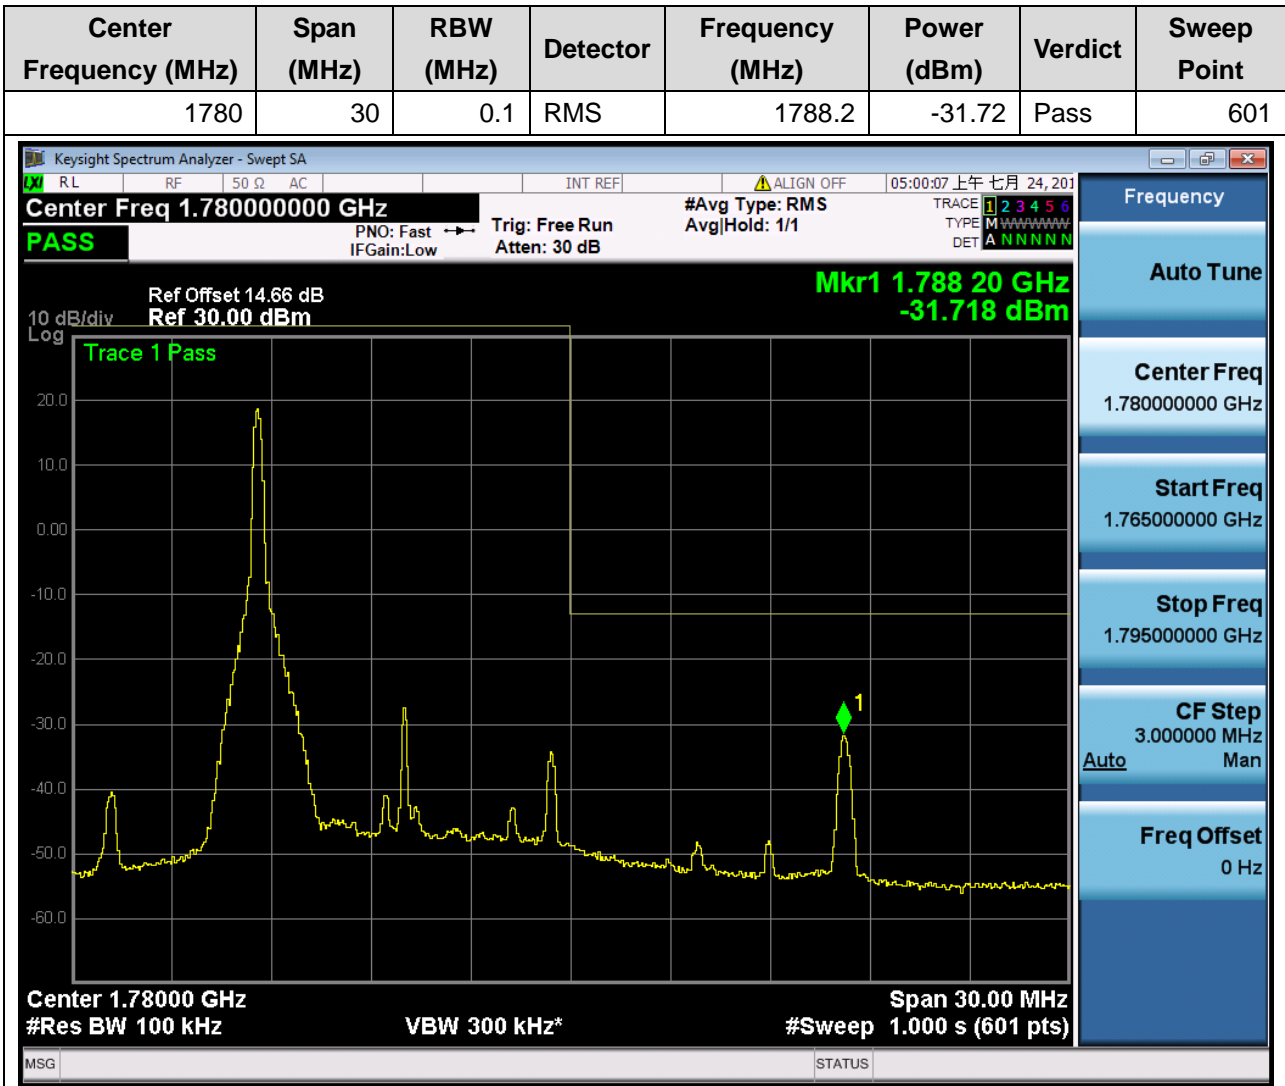 Center Frequency (MHz) Span (MHz) RBW (MHz) Detector Frequency (MHz) Power (dBm) Verdict Sweep Point
1780 30 0.1 RMS 1788.2 -31.72 Pass 601
Keysight Spectrum Analyzer - Swept SA
LXI RL RF 50 Ω AC INT REF ALIGN OFF 05:00:07 上午 七月 24, 201
Center Freq 1.780000000 GHz
PASS
PNO: Fast
IFGain:Low
Trig: Free Run
Atten: 30 dB
#Avg Type: RMS
Avg|Hold: 1/1
TRACE 1 2 3 4 5 6
TYPE M WWWWW
DET A N N N N N
Frequency
Auto Tune
Center Freq
1.780000000 GHz
Start Freq
1.765000000 GHz
Stop Freq
1.795000000 GHz
CF Step
3.000000 MHz
Auto Man
Freq Offset
0 Hz
Mkr1 1.788 20 GHz
-31.718 dBm
Ref Offset 14.66 dB
10 dB/div Ref 30.00 dBm
Log
Trace 1 Pass
20.0
10.0
0.00
-10.0
-20.0
-30.0
-40.0
-50.0
-60.0
1
Center 1.78000 GHz Span 30.00 MHz
#Res BW 100 kHz VBW 300 kHz* #Sweep 1.000 s (601 pts)
MSG STATUS